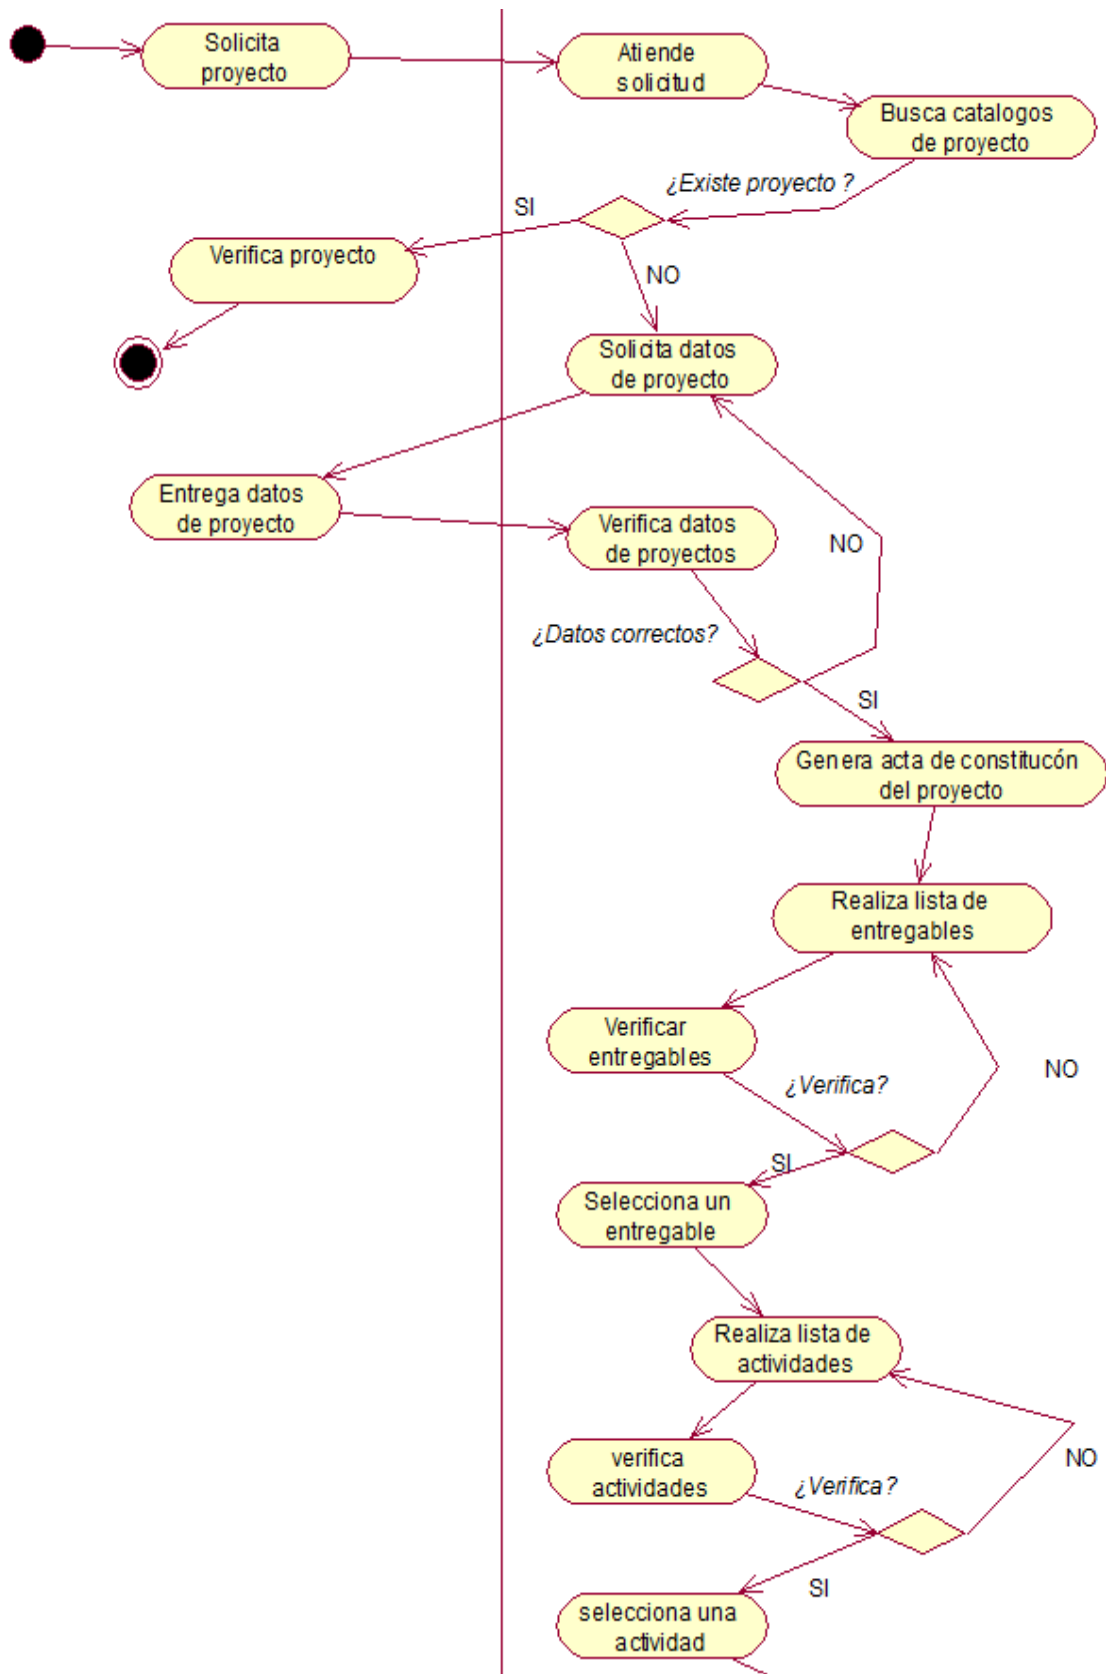 Solicita
proyecto
Atiende
solicitud
Busca catalogos
de proyecto
¿Existe proyecto ?
SI
Verifica proyecto
NO
Solicita datos
de proyecto
Entrega datos
de proyecto
Verifica datos
de proyectos
NO
¿Datos correctos?
SI
Genera acta de constitucón
del proyecto
Realiza lista de
entregables
Verificar
entregables
¿Verifica?
NO
SI
Selecciona un
entregable
Realiza lista de
actividades
verifica
actividades
¿Verifica?
NO
SI
selecciona una
actividad